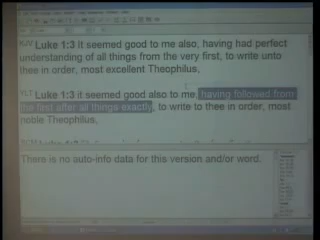 KJV Luke 1:3 it seemed good to me also, having had perfect
understanding of all things from the very first, to write unto
thee in order, most excellent Theophilus,
YLT Luke 1:3 it seemed good also to me, having followed from
the first after all things exactly, to write to thee in order, most
noble Theophilus,
There is no auto-info data for this version and/or word.